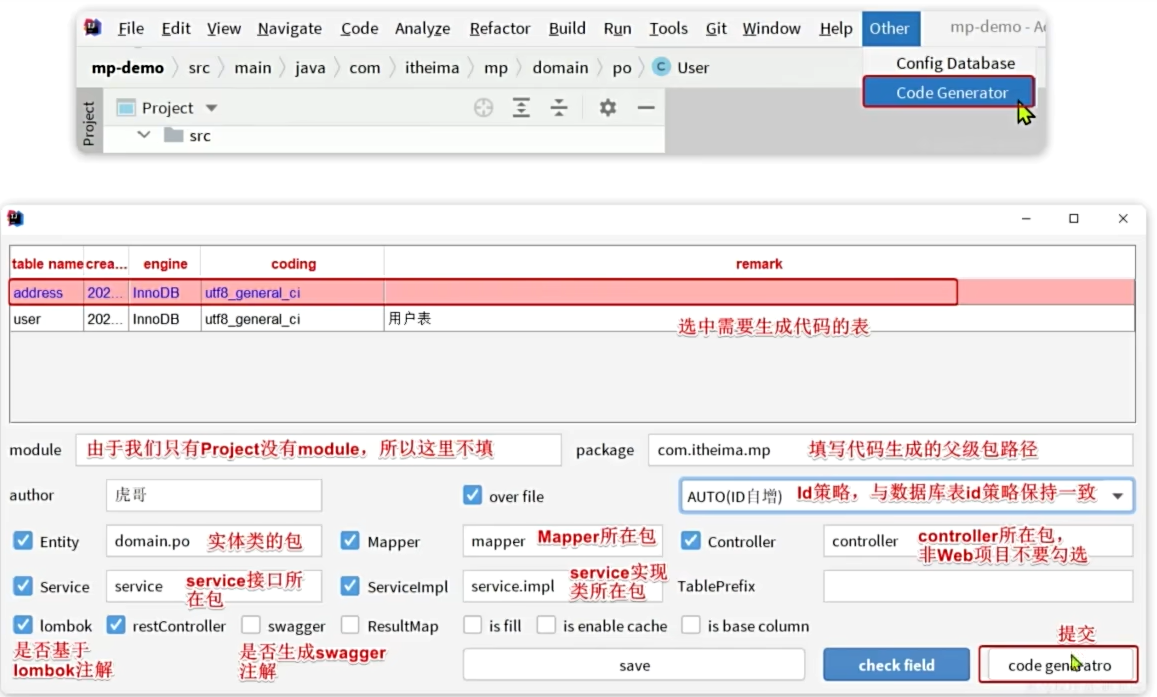 File Edit View Navigate Code Analyze Refactor Build Run Tools Git Window Help Other mp-demo - A
mp-demo src main java com itheima mp domain po C User
Config Database
Code Generator
Project
Project
src
table name crea... engine coding remark
address 202... InnoDB utf8_general_ci
user 202... InnoDB utf8_general_ci 用户表
选中需要生成代码的表
module 由于我们只有Project没有module，所以这里不填 package com.itheima.mp 填写代码生成的父级包路径
author 虎哥 over file AUTO(ID自增) Id策略，与数据库表id策略保持一致
Entity domain.po 实体类的包 Mapper mapper Mapper所在包 Controller controller controller所在包，
非Web项目不要勾选
Service service service接口所
在包
ServiceImpl service.impl service实现
类所在包
TablePrefix
lombok restController swagger ResultMap is fill is enable cache is base column
是否基于
lombok注解
是否生成swagger
注解
提交
save check field code generatro